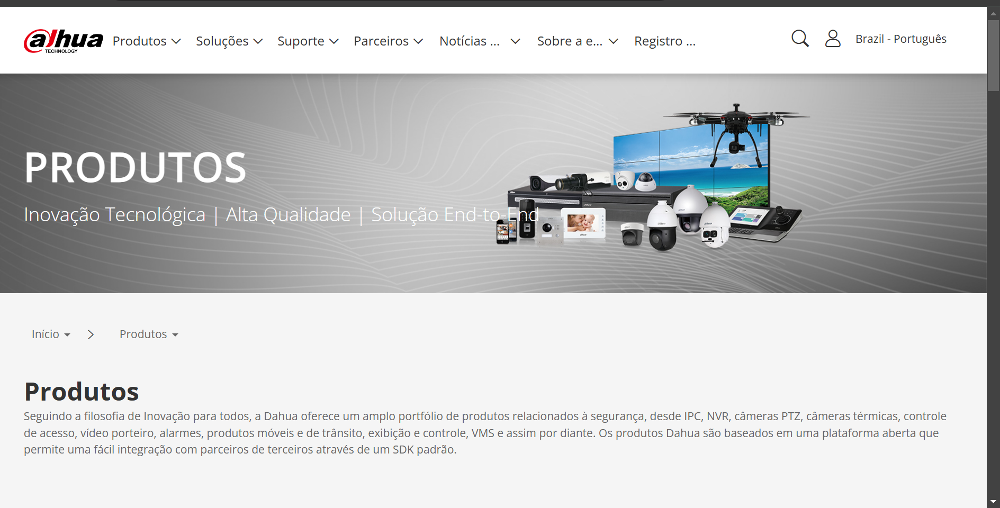 alhua
TECHNOLOGY
Produtos
Soluções
Suporte
Parceiros
Notícias ...
Sobre a e...
Registro ...
Brazil - Português
PRODUTOS
Inovação Tecnológica | Alta Qualidade | Solução End-to-End
Início
Produtos
Produtos
Seguindo a filosofia de Inovação para todos, a Dahua oferece um amplo portfólio de produtos relacionados à segurança, desde IPC, NVR, câmeras PTZ, câmeras térmicas, controle
de acesso, vídeo porteiro, alarmes, produtos móveis e de trânsito, exibição e controle, VMS e assim por diante. Os produtos Dahua são baseados em uma plataforma aberta que
permite uma fácil integração com parceiros de terceiros através de um SDK padrão.